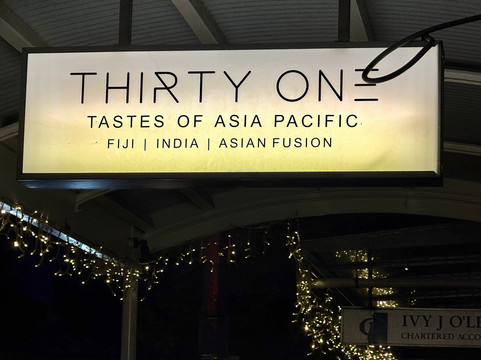 THIRTY ONE
TASTES OF ASIA PACIFIC
FIJI | INDIA | ASIAN FUSION
IVY J
CHARTERED